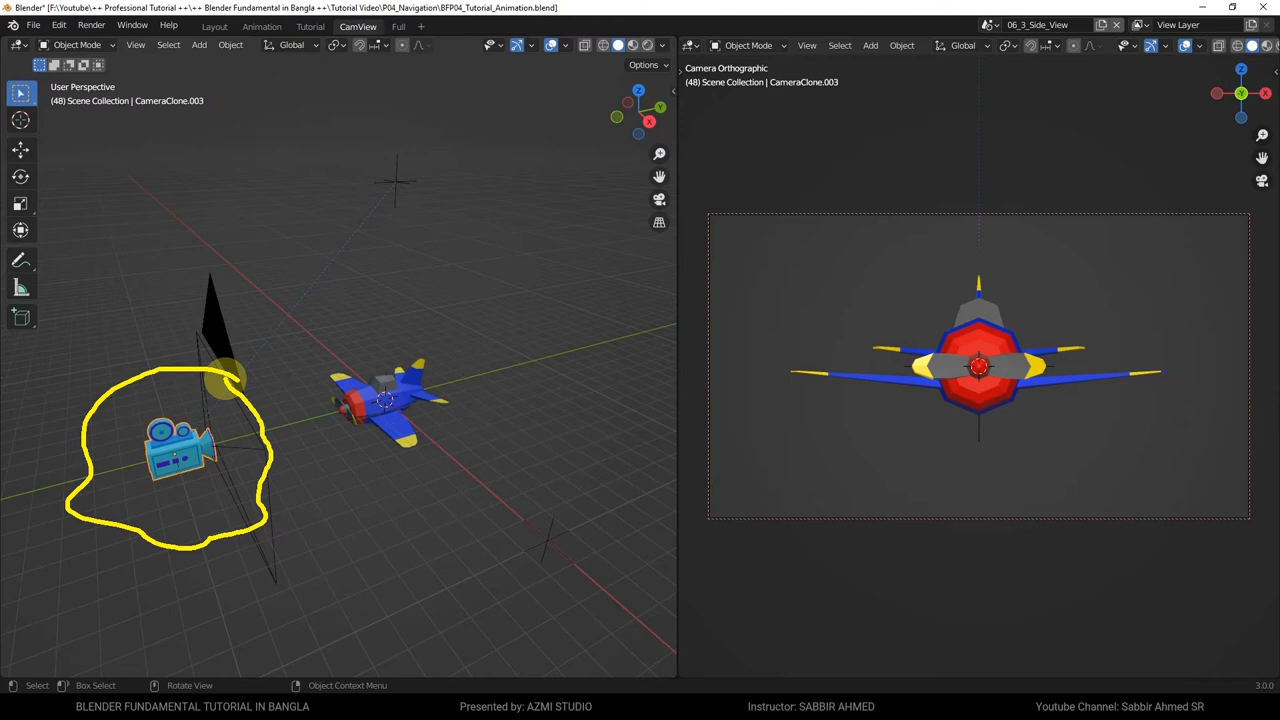 Blender* [F:\Youtube\++ Professional Tutorial ++\++ Blender Fundamental in Bangla ++\Tutorial Video\P04_Navigation\BFP04_Tutorial_Animation.blend]
File Edit Render Window Help Layout Animation Tutorial CamView Full 06_3_Side_View View Layer
Object Mode View Select Add Object Global Object Mode View Select Add Object Global
Options
User Perspective
(48) Scene Collection | CameraClone.003
Z
Y
X
Camera Orthographic
(48) Scene Collection | CameraClone.003
Z
-Y X
Select Box Select Rotate View Object Context Menu 3.0.0
BLENDER FUNDAMENTAL TUTORIAL IN BANGLA Presented by: AZMI STUDIO Instructor: SABBIR AHMED Youtube Channel: Sabbir Ahmed SR